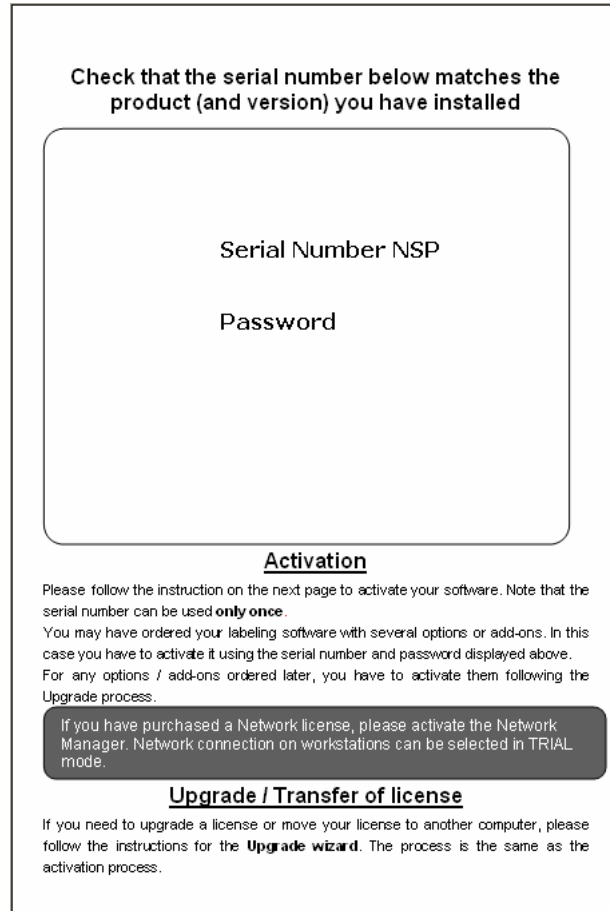 Check that the serial number below matches the
product (and version) you have installed
Serial Number NSP
Password
Activation
Please follow the instruction on the next page to activate your software. Note that the
serial number can be used only once.
You may have ordered your labeling software with several options or add-ons. In this
case you have to activate it using the serial number and password displayed above.
For any options / add-ons ordered later, you have to activate them following the
Upgrade process.
If you have purchased a Network license, please activate the Network
Manager. Network connection on workstations can be selected in TRIAL
mode.
Upgrade / Transfer of license
If you need to upgrade a license or move your license to another computer, please
follow the instructions for the Upgrade wizard. The process is the same as the
activation process.